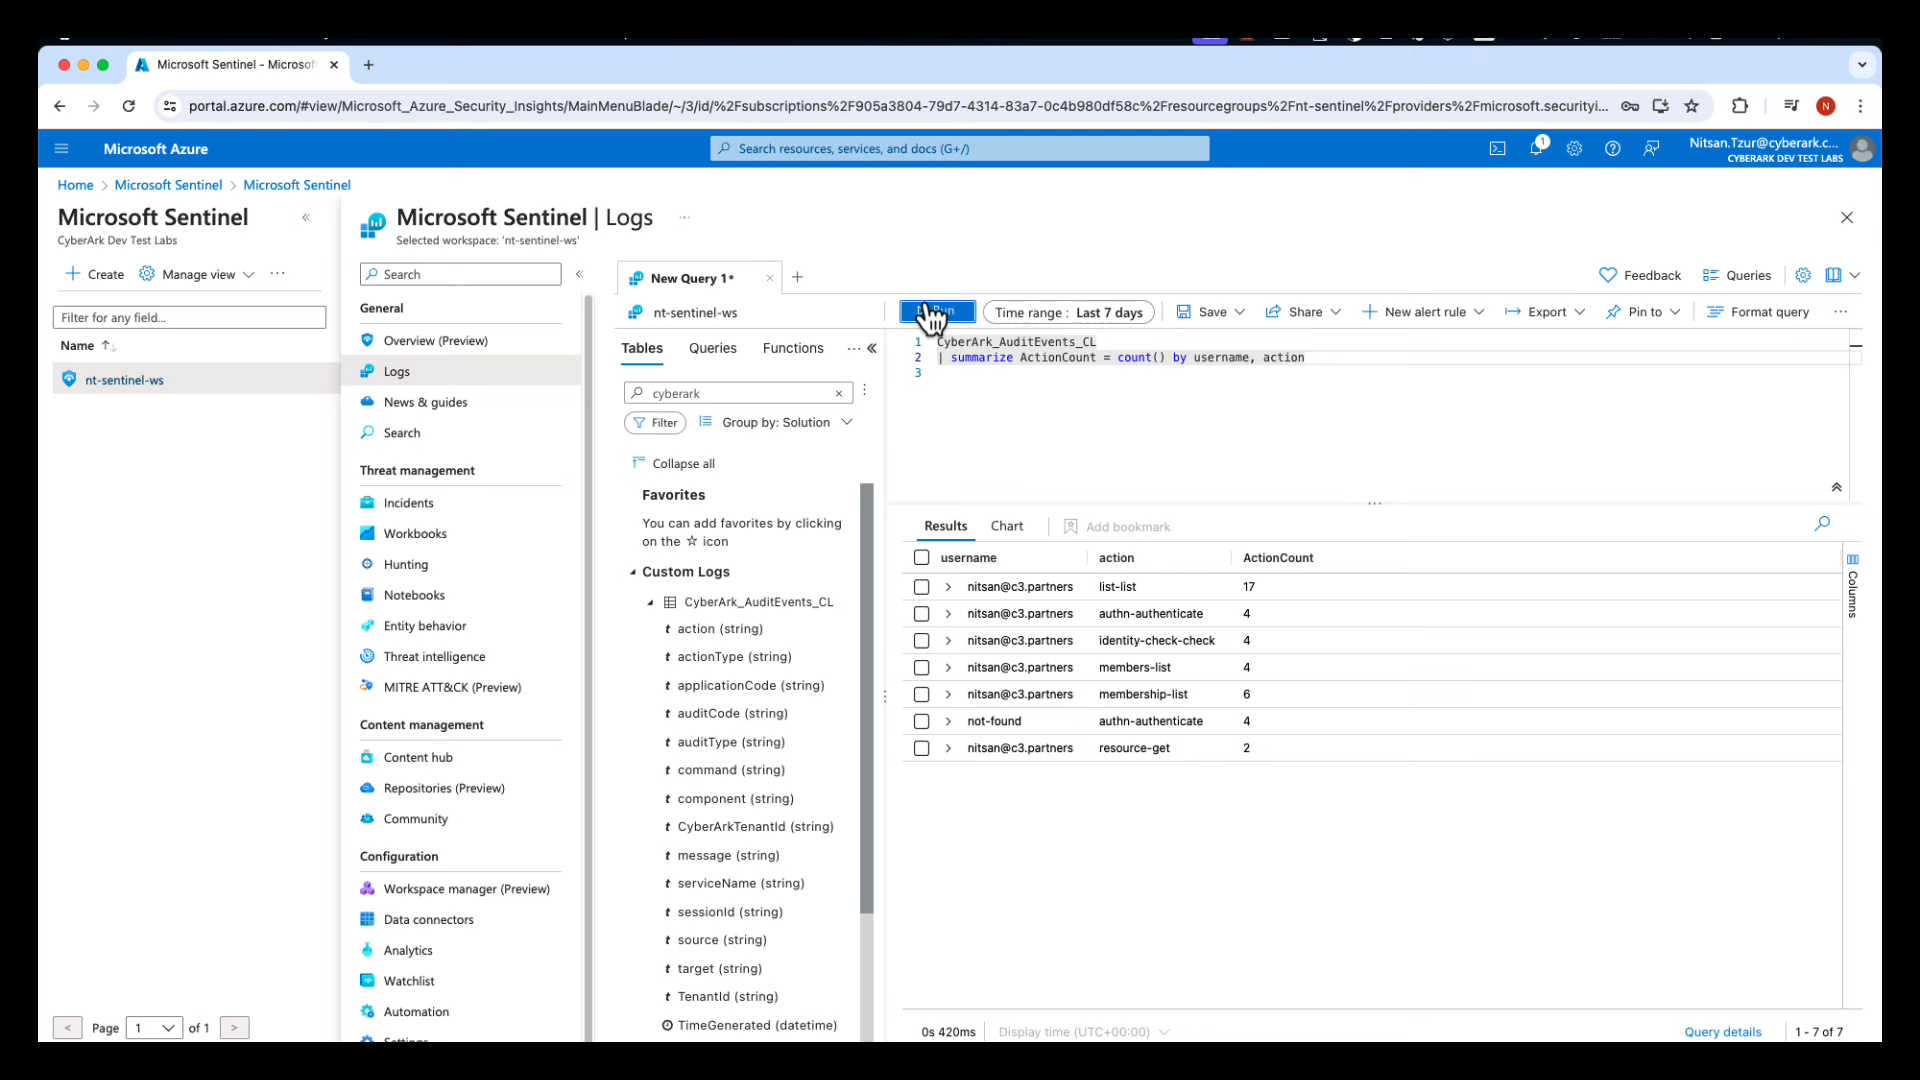 Microsoft Sentinel - Microsof
portal.azure.com/#view/Microsoft_Azure_Security_Insights/MainMenuBlade/~/3/id/%2Fsubscriptions%2F905a3804-79d7-4314-83a7-0c4b980df58c%2Fresourcegroups%2Fnt-sentinel%2Fproviders%2Fmicrosoft.securityi...
N
Microsoft Azure
Search resources, services, and docs (G+/)
1
Nitsan.Tzur@cyberark.c...
CYBERARK DEV TEST LABS
Home > Microsoft Sentinel > Microsoft Sentinel
Microsoft Sentinel
CyberArk Dev Test Labs
Create
Manage view
Filter for any field...
Name
nt-sentinel-ws
Page 1 of 1
Microsoft Sentinel | Logs
Selected workspace: 'nt-sentinel-ws'
Search
General
Overview (Preview)
Logs
News & guides
Search
Threat management
Incidents
Workbooks
Hunting
Notebooks
Entity behavior
Threat intelligence
MITRE ATT&CK (Preview)
Content management
Content hub
Repositories (Preview)
Community
Configuration
Workspace manager (Preview)
Data connectors
Analytics
Watchlist
Automation
Settings
New Query 1*
Feedback
Queries
nt-sentinel-ws
Time range : Last 7 days
Save
Share
New alert rule
Export
Pin to
Format query
Tables
Queries
Functions
cyberark
Filter
Group by: Solution
Collapse all
Favorites
You can add favorites by clicking
on the ☆ icon
Custom Logs
CyberArk_AuditEvents_CL
t action (string)
t actionType (string)
t applicationCode (string)
t auditCode (string)
t auditType (string)
t command (string)
t component (string)
t CyberArkTenantId (string)
t message (string)
t serviceName (string)
t sessionId (string)
t source (string)
t target (string)
t TenantId (string)
TimeGenerated (datetime)
1 CyberArk_AuditEvents_CL
2 | summarize ActionCount = count() by username, action
3
Results
Chart
Add bookmark
username action ActionCount
nitsan@c3.partners list-list 17
nitsan@c3.partners authn-authenticate 4
nitsan@c3.partners identity-check-check 4
nitsan@c3.partners members-list 4
nitsan@c3.partners membership-list 6
not-found authn-authenticate 4
nitsan@c3.partners resource-get 2
Columns
0s 420ms
Display time (UTC+00:00)
Query details
1 - 7 of 7